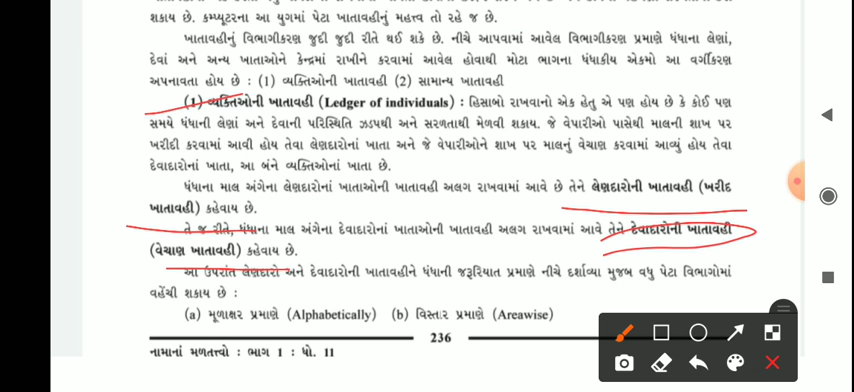 શકાય છે. કમ્પ્યૂટરના આ યુગમાં પેટા ખાતાવહીનું મહત્ત્વ તો રહે જ છે.
ખાતાવહીનું વિભાગીકરણ જુદી જુદી રીતે થઈ શકે છે. નીચે આપવામાં આવેલ વિભાગીકરણ પ્રમાણે ધંધાના લેણાં,
દેવાં અને અન્ય ખાતાઓને કેન્દ્રમાં રાખીને કરવામાં આવેલ હોવાથી મોટા ભાગના ધંધાકીય એકમો આ વર્ગીકરણ
અપનાવતા હોય છે : (1) વ્યક્તિઓની ખાતાવહી (2) સામાન્ય ખાતાવહી
(1) વ્યક્તિઓની ખાતાવહી (Ledger of individuals) : હિસાબો રાખવાનો એક હેતુ એ પણ હોય છે કે કોઈ પણ
સમયે ધંધાની લેણાં અને દેવાની પરિસ્થિતિ ઝડપથી અને સરળતાથી મેળવી શકાય. જે વેપારીઓ પાસેથી માલની શાખ પર
ખરીદી કરવામાં આવી હોય તેવા લેણદારોનાં ખાતા અને જે વેપારીઓને શાખ પર માલનું વેચાણ કરવામાં આવ્યું હોય તેવા
દેવાદારોનાં ખાતા, આ બંને વ્યક્તિઓનાં ખાતા છે.
ધંધાના માલ અંગેના લેણદારોનાં ખાતાઓની ખાતાવહી અલગ રાખવામાં આવે છે તેને લેણદારોની ખાતાવહી (ખરીદ
ખાતાવહી) કહેવાય છે.
તે જ રીતે, ધંધાના માલ અંગેના દેવાદારોનાં ખાતાઓની ખાતાવહી અલગ રાખવામાં આવે તેને દેવાદારોની ખાતાવહી
(વેચાણ ખાતાવહી) કહેવાય છે.
આ ઉપરાંત લેણદારો અને દેવાદારોની ખાતાવહીને ધંધાની જરૂરિયાત પ્રમાણે નીચે દર્શાવ્યા મુજબ વધુ પેટા વિભાગોમાં
વહેંચી શકાય છે :
(a) મૂળાક્ષર પ્રમાણે (Alphabetically) (b) વિસ્તાર પ્રમાણે (Areawise)
236
નામાનાં મૂળતત્ત્વો : ભાગ 1 : ધો. 11